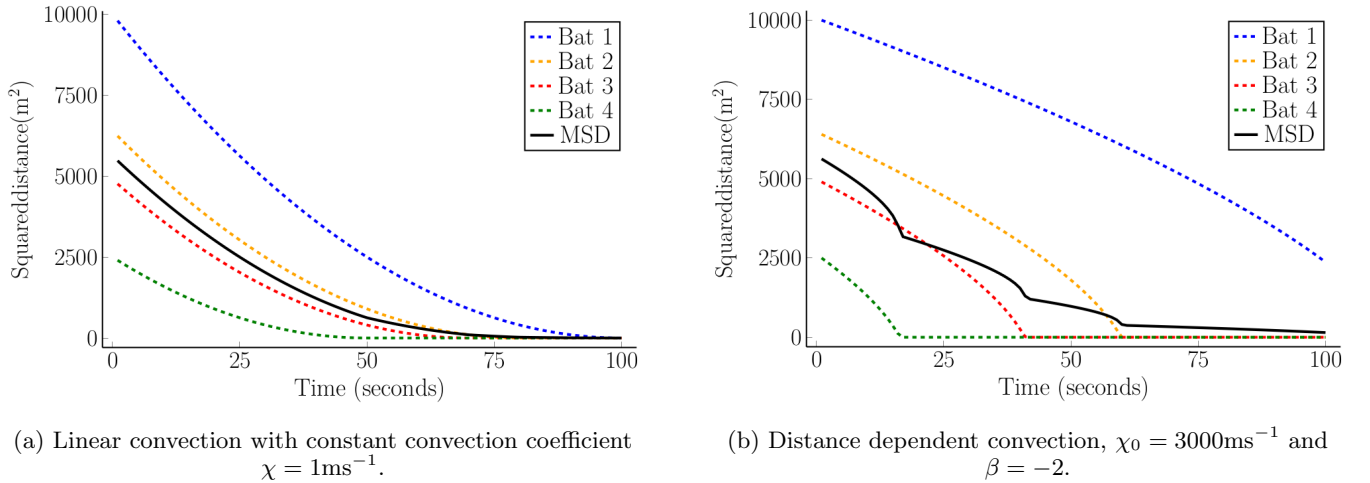 10000
7500
5000
2500
0
Squareddistance(m²)
Bat 1
Bat 2
Bat 3
Bat 4
MSD
0 25 50 75 100
Time (seconds)
(a) Linear convection with constant convection coefficient
χ = 1ms⁻¹.
10000
7500
5000
2500
0
Squareddistance(m²)
Bat 1
Bat 2
Bat 3
Bat 4
MSD
0 25 50 75 100
Time (seconds)
(b) Distance dependent convection, χ₀ = 3000ms⁻¹ and
β = −2.